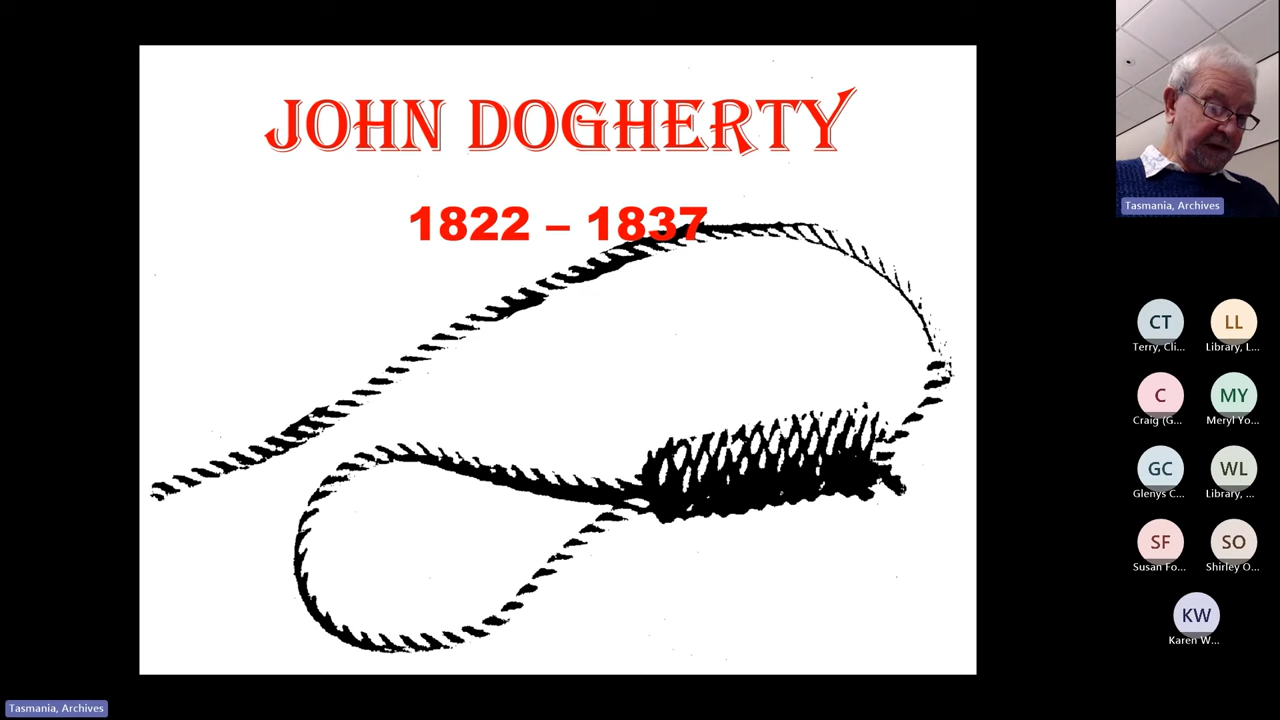 JOHN DOGHERTY
1822 – 1837
Tasmania, Archives
CT
LL
Terry, Cli...
Library, L...
C
MY
Craig (G...
Meryl Yo...
GC
WL
Glenys C...
Library, ...
SF
SO
Susan Fo...
Shirley O...
KW
Karen W...
Tasmania, Archives